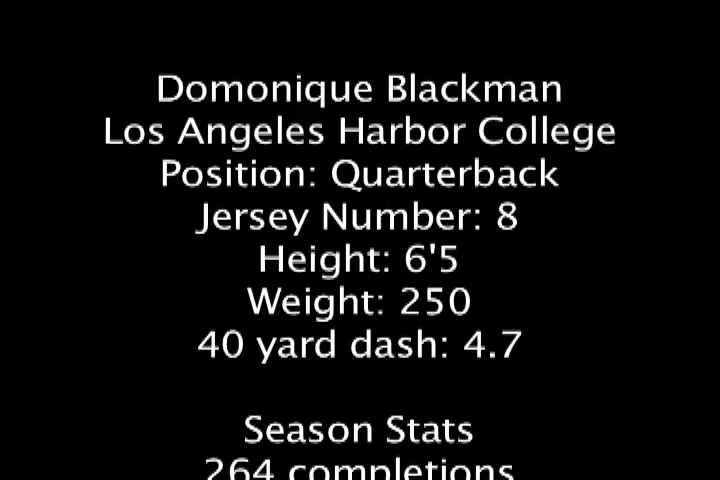 Domonique Blackman
Los Angeles Harbor College
Position: Quarterback
Jersey Number: 8
Height: 6'5
Weight: 250
40 yard dash: 4.7
Season Stats
264 completions